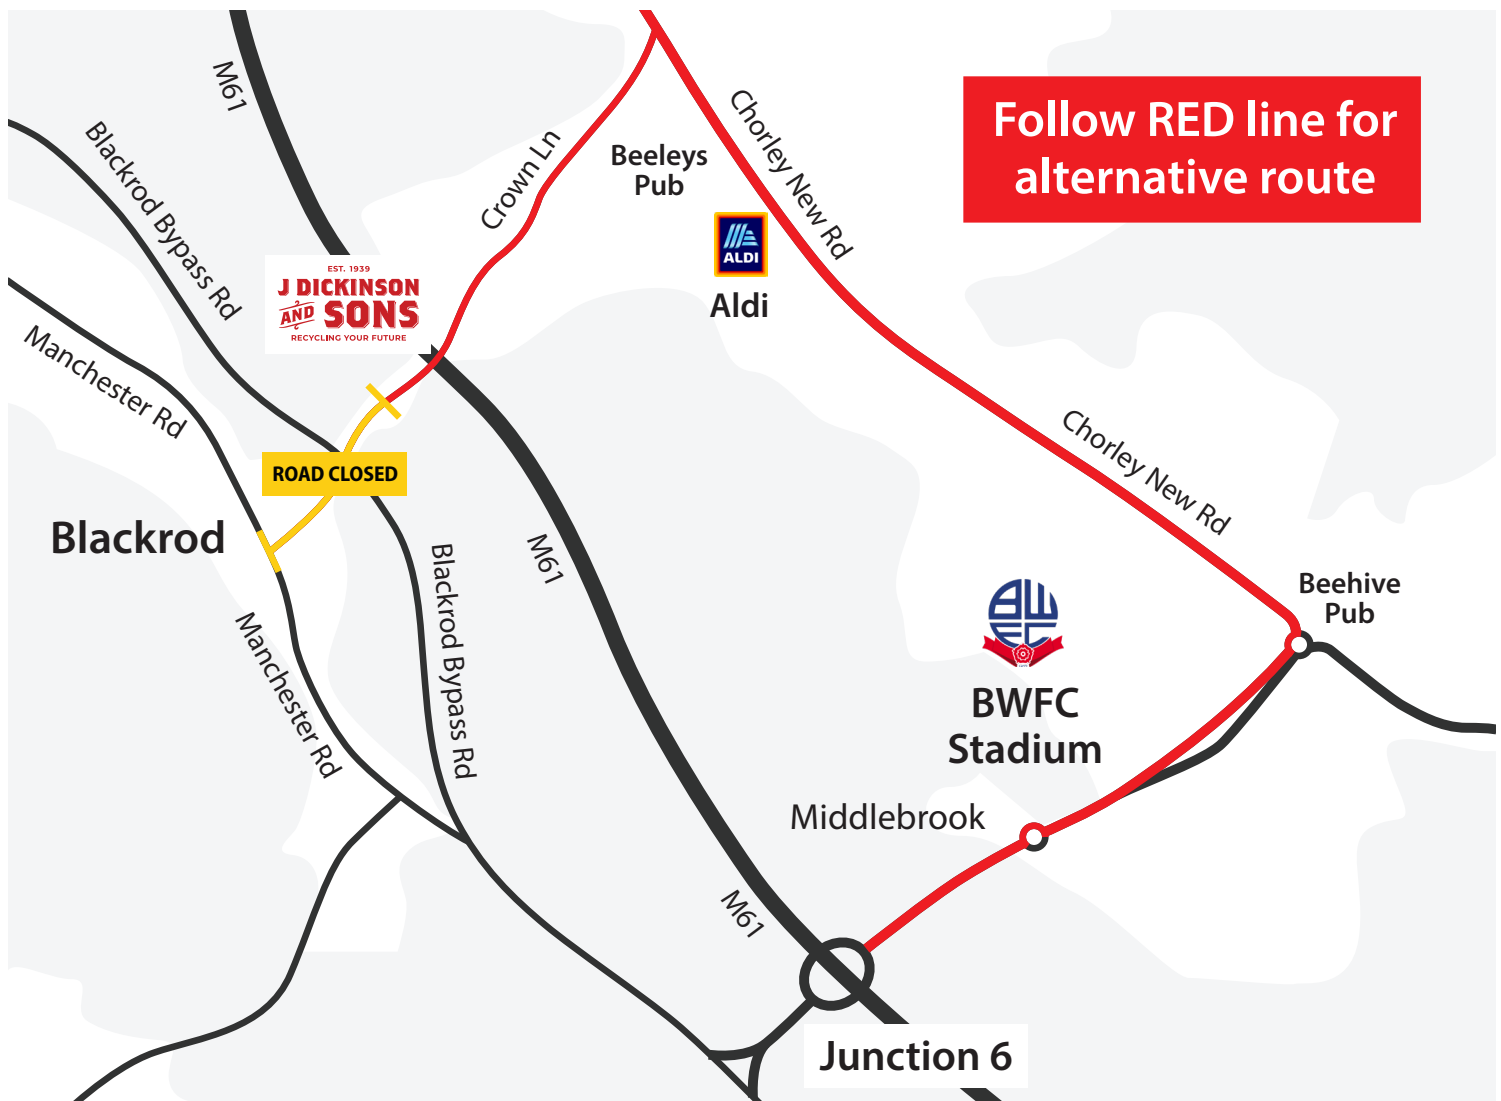 M61
Blackrod Bypass Rd
Crown Ln
Beeleys
Pub
Chorley New Rd
Follow RED line for
alternative route
ALDI
Aldi
EST. 1939
J DICKINSON
AND SONS
RECYCLING YOUR FUTURE
Manchester Rd
ROAD CLOSED
Blackrod
Chorley New Rd
M61
Blackrod Bypass Rd
Manchester Rd
Beehive
Pub
BWFC
BWFC
Stadium
Middlebrook
M61
Junction 6